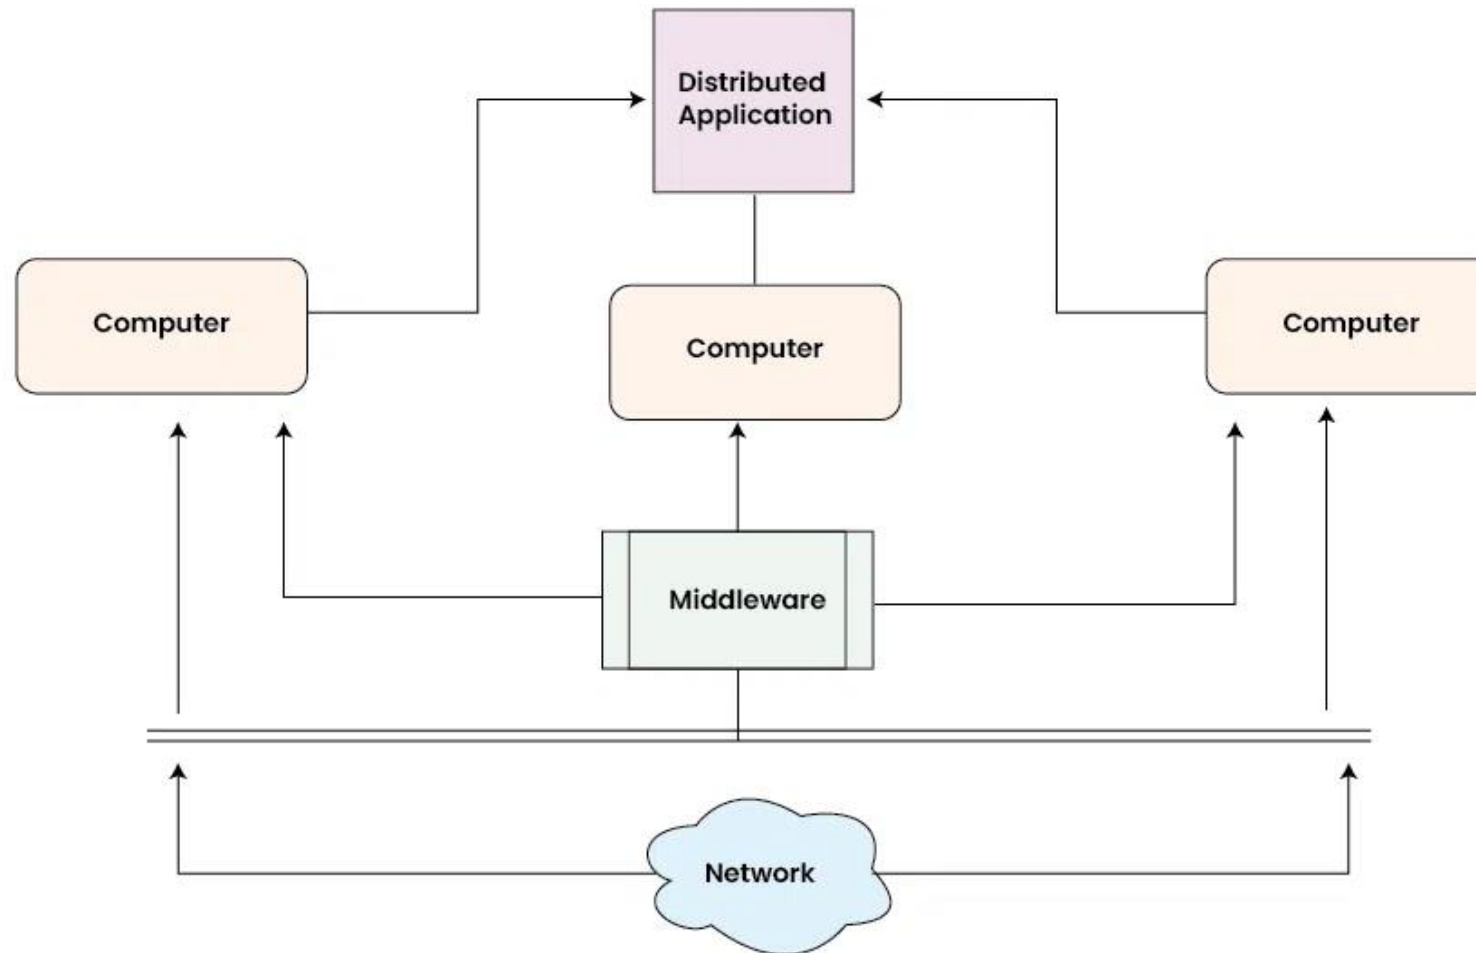 Distributed
Application
Computer
Computer
Computer
Middleware
Network